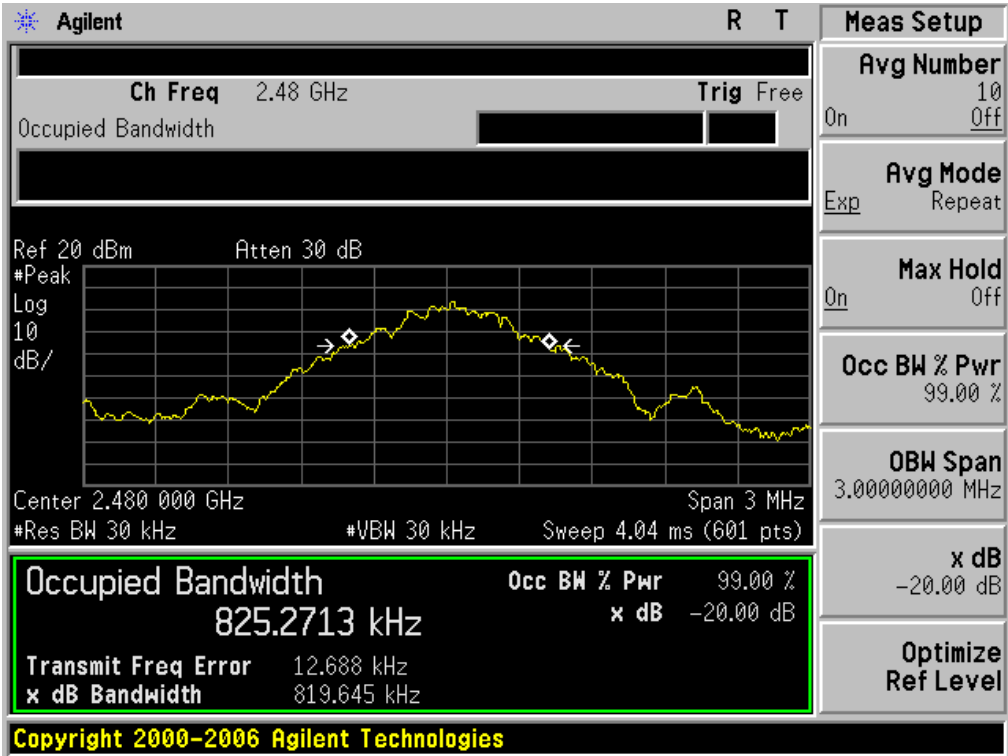 Agilent R T
Meas Setup
Ch Freq 2.48 GHz Trig Free
Occupied Bandwidth
Ref 20 dBm Atten 30 dB
#Peak
Log
10
dB/
Center 2.480 000 GHz Span 3 MHz
#Res BW 30 kHz #VBW 30 kHz Sweep 4.04 ms (601 pts)
Occupied Bandwidth Occ BW % Pwr 99.00 %
825.2713 kHz x dB -20.00 dB
Transmit Freq Error 12.688 kHz
x dB Bandwidth 819.645 kHz
Copyright 2000-2006 Agilent Technologies
Avg Number
10
On Off
Avg Mode
Exp Repeat
Max Hold
On Off
Occ BW % Pwr
99.00 %
OBW Span
3.00000000 MHz
x dB
-20.00 dB
Optimize
Ref Level